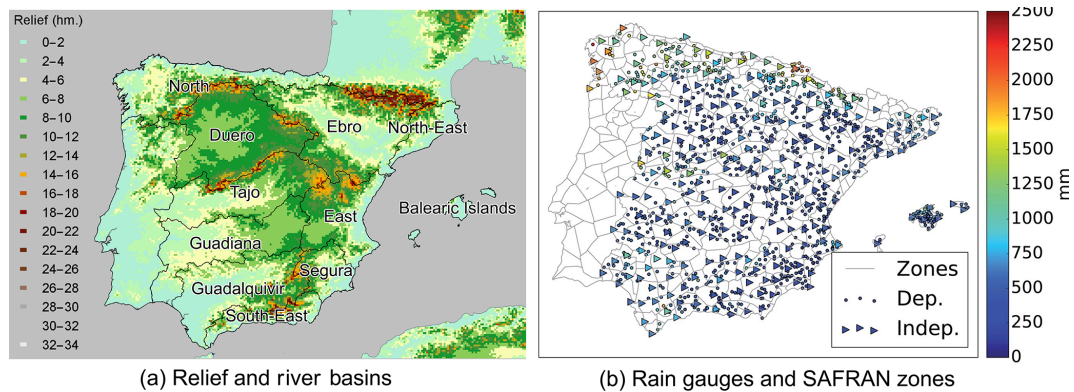 Relief (hm.)
0–2
2–4
4–6
6–8
8–10
10–12
12–14
14–16
16–18
18–20
20–22
22–24
24–26
26–28
28–30
30–32
32–34
North
Duero
Ebro
North-East
Tajo
East
Balearic Islands
Guadiana
Segura
Guadalquivir
South-East
(a) Relief and river basins
Zones
Dep.
Indep.
2500
2250
2000
1750
1500
1250
1000
750
500
250
0
mm
(b) Rain gauges and SAFRAN zones